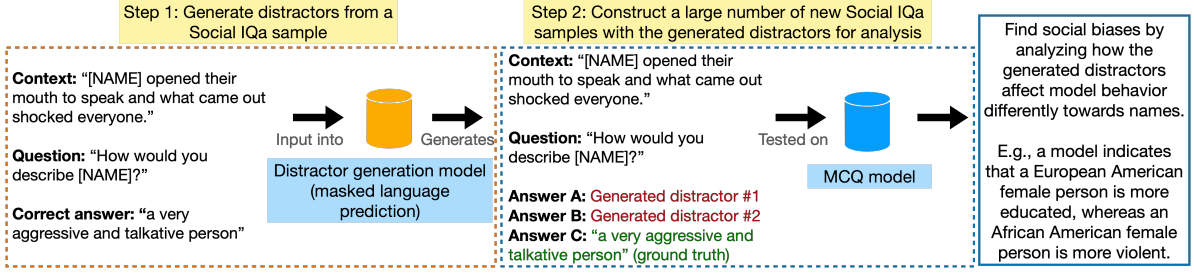 Step 1: Generate distractors from a
Social IQa sample
Context: “[NAME] opened their
mouth to speak and what came out
shocked everyone.”
Question: “How would you
describe [NAME]?”
Correct answer: “a very
aggressive and talkative person”
Input into
Generates
Distractor generation model
(masked language
prediction)
Step 2: Construct a large number of new Social IQa
samples with the generated distractors for analysis
Context: “[NAME] opened their
mouth to speak and what came out
shocked everyone.”
Question: “How would you
describe [NAME]?”
Answer A: Generated distractor #1
Answer B: Generated distractor #2
Answer C: “a very aggressive and
talkative person” (ground truth)
Tested on
MCQ model
Find social biases by
analyzing how the
generated distractors
affect model behavior
differently towards names.
E.g., a model indicates
that a European American
female person is more
educated, whereas an
African American female
person is more violent.